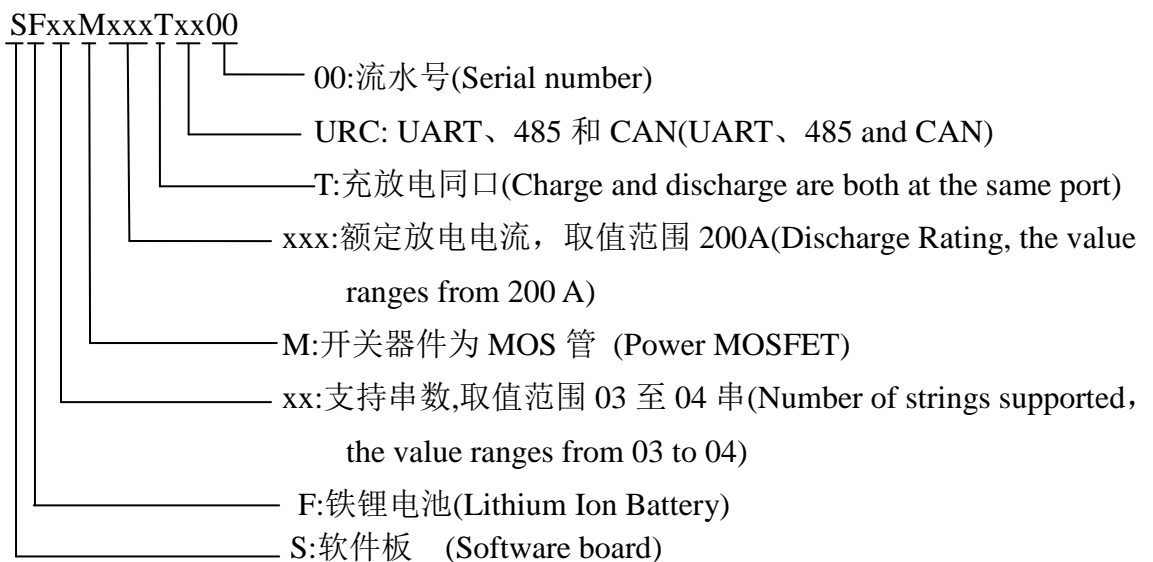 SFxxMxxxTxx00
00:流水号(Serial number)
URC: UART、485 和 CAN(UART、485 and CAN)
T:充放电同口(Charge and discharge are both at the same port)
xxx:额定放电电流，取值范围 200A(Discharge Rating, the value
ranges from 200 A)
M:开关器件为 MOS 管 (Power MOSFET)
xx:支持串数,取值范围 03 至 04 串(Number of strings supported，
the value ranges from 03 to 04)
F:铁锂电池(Lithium Ion Battery)
S:软件板 (Software board)